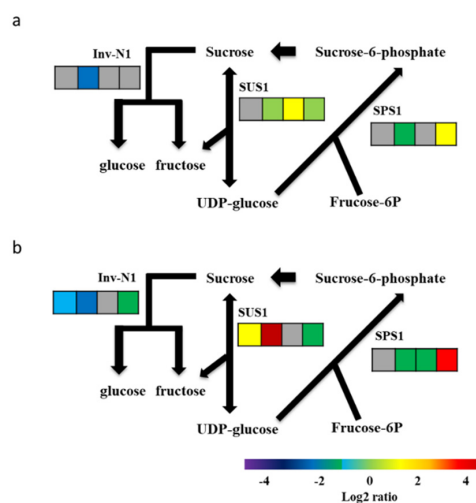 a
Inv-N1
Sucrose
Sucrose-6-phosphate
SUS1
SPS1
glucose
fructose
UDP-glucose
Frucose-6P
b
Inv-N1
Sucrose
Sucrose-6-phosphate
SUS1
SPS1
glucose
fructose
UDP-glucose
Frucose-6P
-4 -2 0 2 4
Log2 ratio